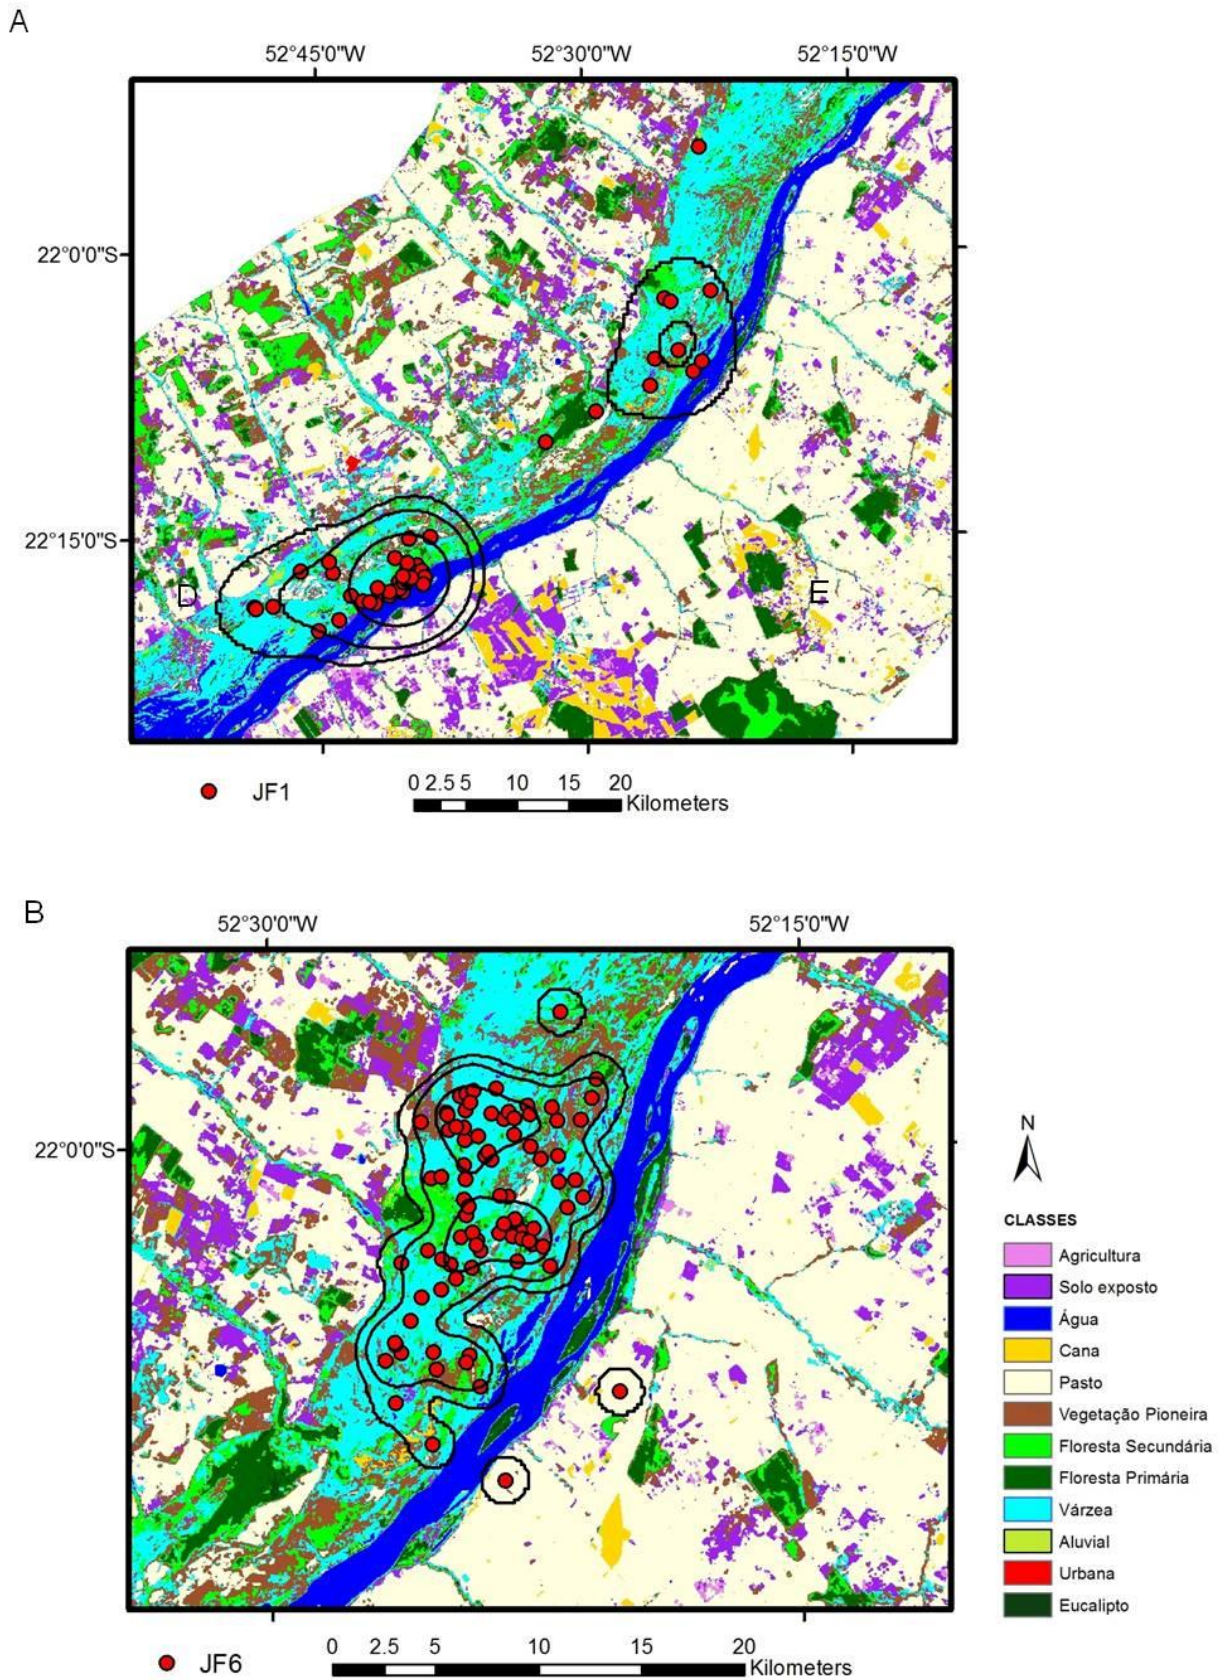 A
52°45'0"W
52°30'0"W
52°15'0"W
22°0'0"S
22°15'0"S
D
E
JF1
0 2.5 5 10 15 20
Kilometers
B
52°30'0"W
52°15'0"W
22°0'0"S
N
CLASSES
Agricultura
Solo exposto
Água
Cana
Pasto
Vegetação Pioneira
Floresta Secundária
Floresta Primária
Várzea
Aluvial
Urbana
Eucalipto
JF6
0 2.5 5 10 15 20
Kilometers